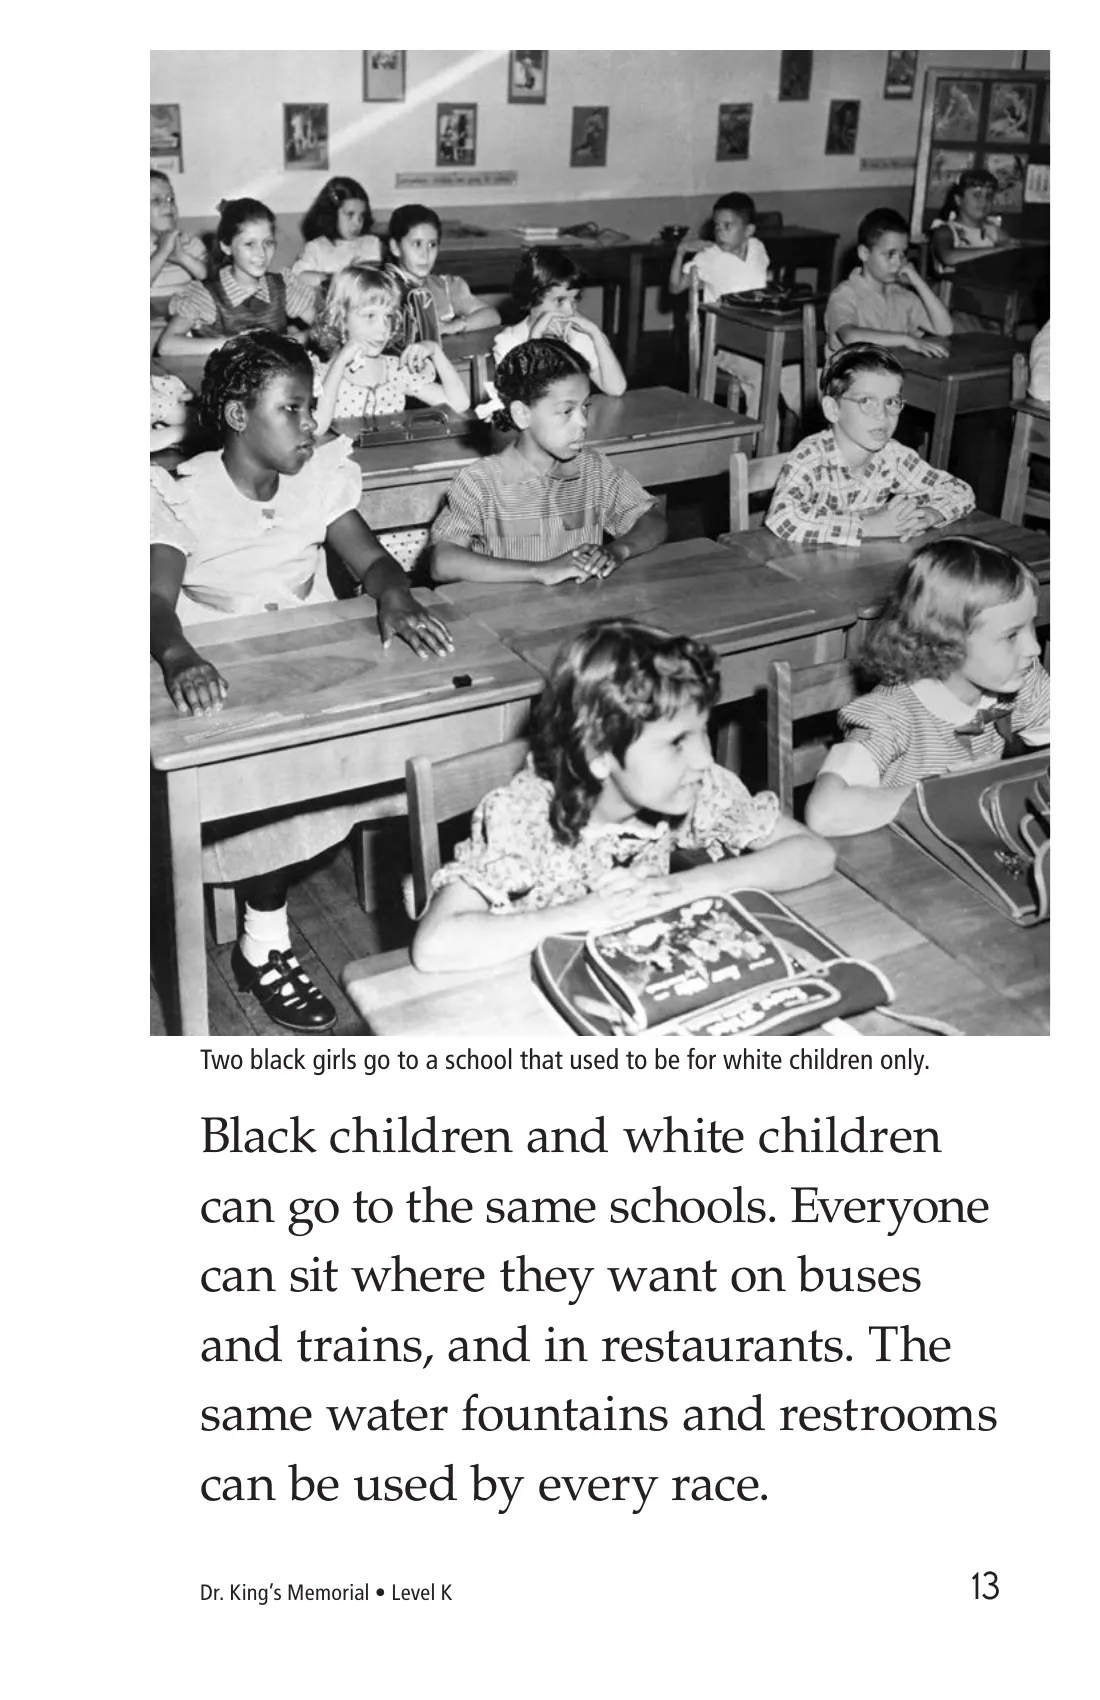 Two black girls go to a school that used to be for white children only.
Black children and white children
can go to the same schools. Everyone
can sit where they want on buses
and trains, and in restaurants. The
same water fountains and restrooms
can be used by every race.
Dr. King’s Memorial • Level K
13